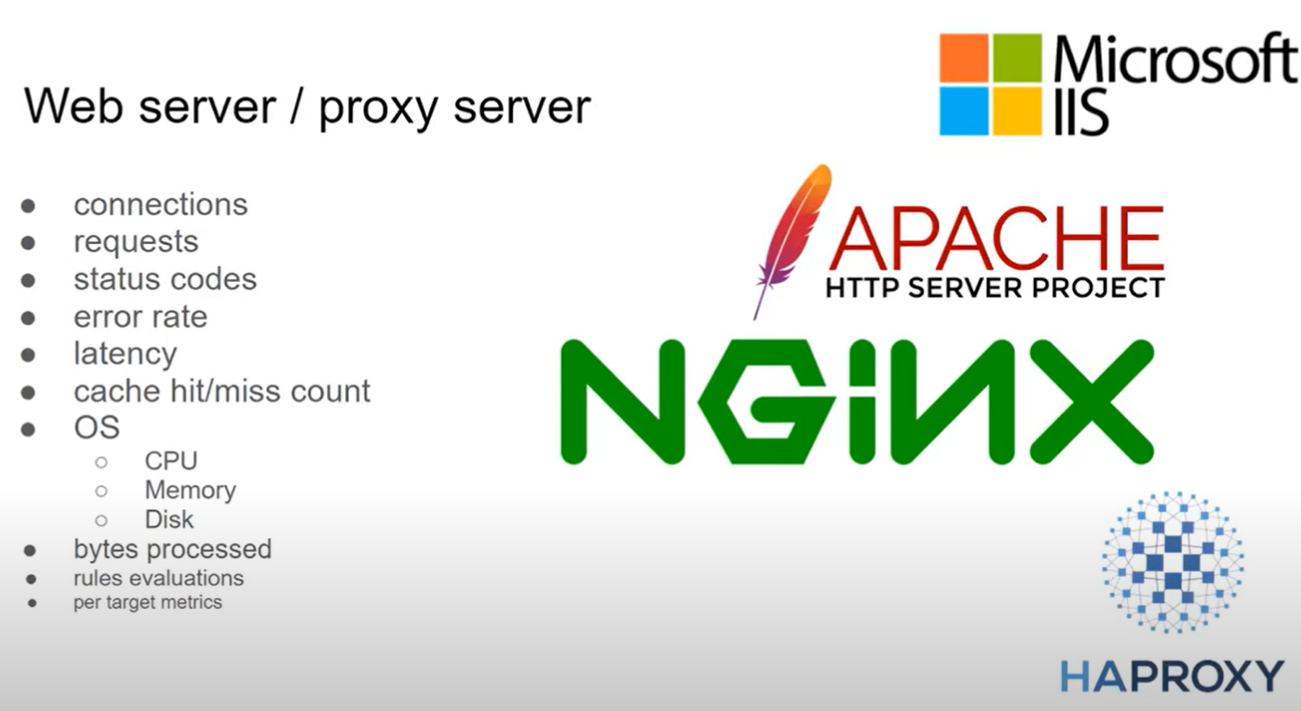 Web server / proxy server
connections
requests
status codes
error rate
latency
cache hit/miss count
OS
CPU
Memory
Disk
bytes processed
rules evaluations
per target metrics
Microsoft
IIS
APACHE
HTTP SERVER PROJECT
NGiNX
HAPROXY